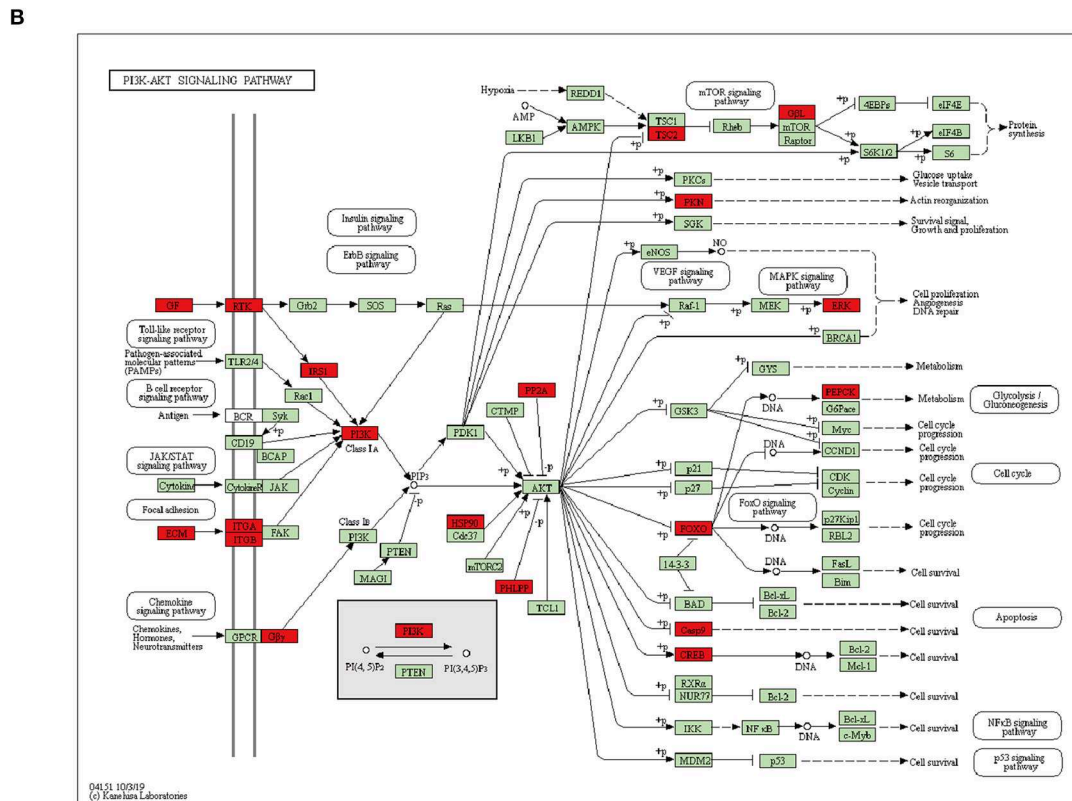 B
PI3K-AKT SIGNALING PATHWAY
Hypoxia
REDD1
AMP
LKB1
AMPK
TSC1
TSC2
+p
Rheb
mTOR signaling
pathway
GβL
mTOR
Raptor
+p
+p
4EBPs
eIF4E
eIF4B
S6K1/2
+p
+p
S6
Protein
synthesis
+p
PKCs
Glucose uptake
Vesicle transport
+p
PKN
Actin reorganization
+p
SGK
Survival signal,
Growth and proliferation
Insulin signaling
pathway
ErbB signaling
pathway
+p
eNOS
NO
VEGF signaling
pathway
MAPK signaling
pathway
GF
RTK
Grb2
SOS
Ras
Raf-1
+p
MEK
+p
+p
ERK
Cell proliferation
Angiogenesis
DNA repair
+p
BRCA1
Toll-like receptor
signaling pathway
Pathogen-associated
molecular patterns
(PAMPs)
TLR2/4
IRS1
Rac1
B cell receptor
signaling pathway
Antigen
BCR
Syk
+p
CD19
BCAP
PI3K
Class IA
JAK/STAT
signaling pathway
Cytokine
CytokineR
JAK
Focal adhesion
ECM
ITGA
ITGB
FAK
Class IB
PI3K
PTEN
MAGI
PIP3
-p
Chemokine
signaling pathway
Chemokines,
Hormones,
Neurotransmitters
GPCR
Gβγ
PDK1
CTMP
PP2A
+p
-p
AKT
HSP90
Cdc37
+p
-p
mTORC2
PHLPP
TCL1
PI3K
PI(4, 5)P2
PI(3,4,5)P3
PTEN
+p
GSK3
GYS
Metabolism
DNA
PEPCK
G6Pace
Metabolism
Glycolysis /
Gluconeogenesis
+p
Myc
Cell cycle
progression
+p
DNA
CCND1
Cell cycle
progression
+p
p21
p27
CDK
Cyclin
Cell cycle
progression
Cell cycle
FoxO signaling
pathway
+p
FOXO
DNA
p27Kip1
RBL2
Cell cycle
progression
14-3-3
DNA
FasL
Bim
Cell survival
+p
BAD
Bcl-xL
Bcl-2
Cell survival
Apoptosis
+p
Casp9
Cell survival
+p
CREB
DNA
Bcl-2
Mcl-1
Cell survival
+p
RXRα
NUR77
Bcl-2
Cell survival
+p
IKK
NFκB
DNA
Bcl-xL
c-Myb
Cell survival
NFκB signaling
pathway
+p
MDM2
p53
Cell survival
p53 signaling
pathway
04151 10/3/19
(c) Kanehisa Laboratories